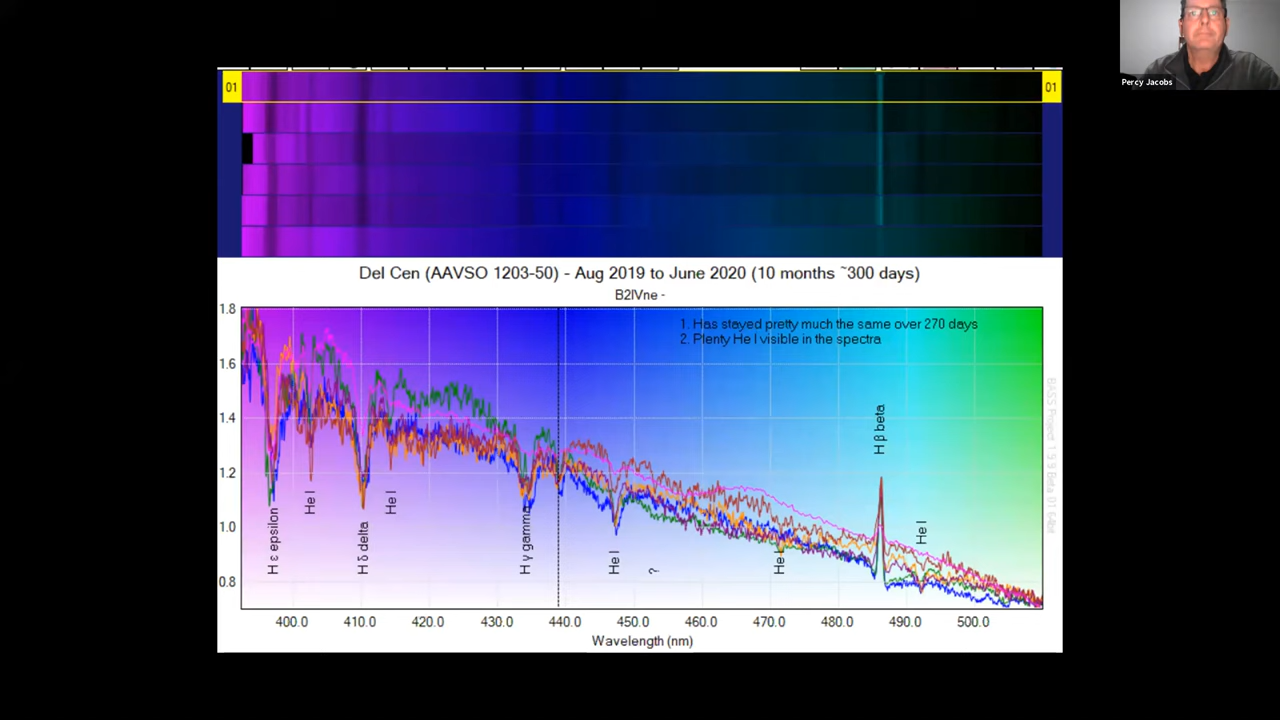 Percy Jacobs
01
01
Del Cen (AAVSO 1203-50) - Aug 2019 to June 2020 (10 months ~300 days)
B2IVne -
1. Has stayed pretty much the same over 270 days
2. Plenty He I visible in the spectra
1.8
1.6
1.4
1.2
1.0
0.8
H ε epsilon
He I
H δ delta
He I
H γ gamma
He I
?
He I
H β beta
He I
400.0 410.0 420.0 430.0 440.0 450.0 460.0 470.0 480.0 490.0 500.0
Wavelength (nm)